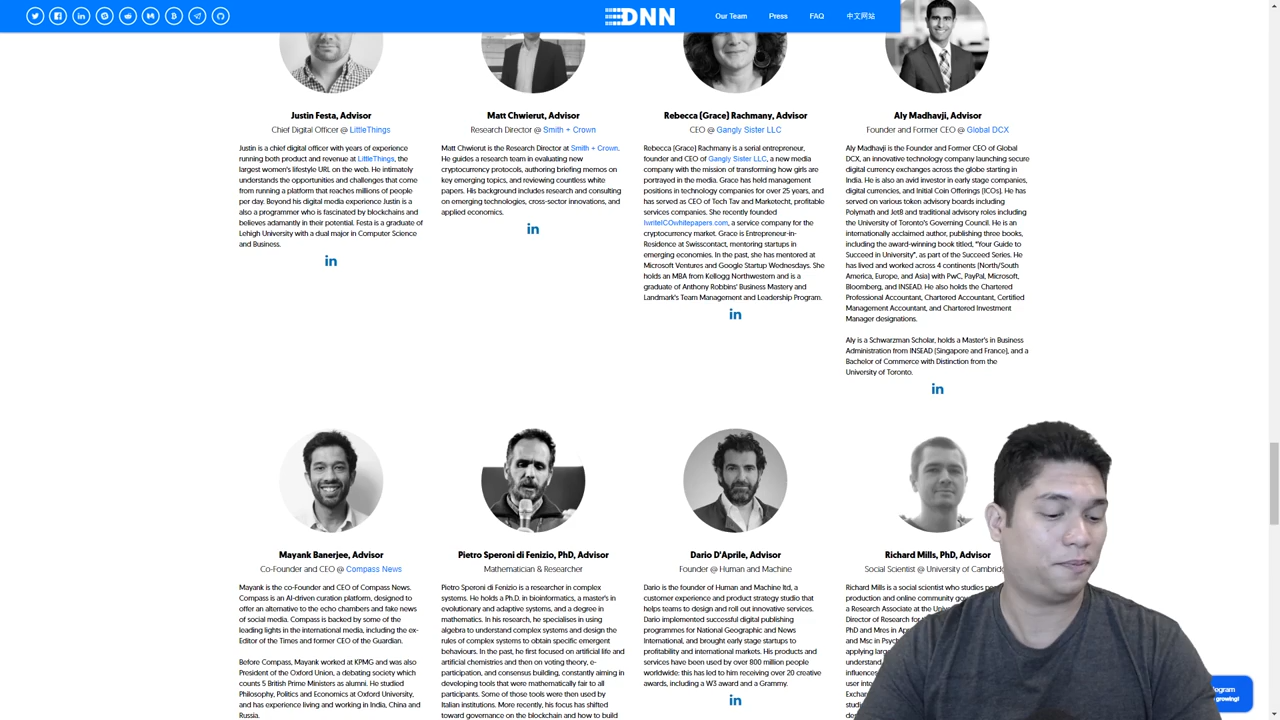 DNN
Our Team
Press
FAQ
中文网站
Justin Festa, Advisor
Chief Digital Officer @ LittleThings
Justin is a chief digital officer with years of experience
running both product and revenue at LittleThings, the
largest women's lifestyle URL on the web. He intimately
understands the opportunities and challenges that come
from running a platform that reaches millions of people
per day. Beyond his digital media experience Justin is a
also a programmer who is fascinated by blockchains and
believes adamantly in their potential. Festa is a graduate of
Lehigh University with a dual major in Computer Science
and Business.
in
Matt Chwierut, Advisor
Research Director @ Smith + Crown
Matt Chwierut is the Research Director at Smith + Crown.
He guides a research team in evaluating new
cryptocurrency protocols, authoring briefing memos on
key emerging topics, and reviewing countless white
papers. His background includes research and consulting
on emerging technologies, cross-sector innovations, and
applied economics.
in
Rebecca (Grace) Rachmany, Advisor
CEO @ Gangly Sister LLC
Rebecca (Grace) Rachmany is a serial entrepreneur,
founder and CEO of Gangly Sister LLC, a new media
company with the mission of transforming how girls are
portrayed in the media. Grace has held management
positions in technology companies for over 25 years, and
has served as CEO of Tech Tav and Marketecht, profitable
services companies. She recently founded
IwriteICOwhitepapers.com, a service company for the
cryptocurrency market. Grace is Entrepreneur-in-
Residence at Swisscontact, mentoring startups in
emerging economies. In the past, she has mentored at
Microsoft Ventures and Google Startup Wednesdays. She
holds an MBA from Kellogg Northwestern and is a
graduate of Anthony Robbins' Business Mastery and
Landmark's Team Management and Leadership Program.
in
Aly Madhavji, Advisor
Founder and Former CEO @ Global DCX
Aly Madhavji is the Founder and Former CEO of Global
DCX, an innovative technology company launching secure
digital currency exchanges across the globe starting in
India. He is also an avid investor in early stage companies,
digital currencies, and Initial Coin Offerings (ICOs). He has
served on various token advisory boards including
Polymath and Jet8 and traditional advisory roles including
the University of Toronto's Governing Council. He is an
internationally acclaimed author, publishing three books,
including the award-winning book titled, "Your Guide to
Succeed in University", as part of the Succeed Series. He
has lived and worked across 4 continents (North/South
America, Europe, and Asia) with PwC, PayPal, Microsoft,
Bloomberg, and INSEAD. He also holds the Chartered
Professional Accountant, Chartered Accountant, Certified
Management Accountant, and Chartered Investment
Manager designations.
Aly is a Schwarzman Scholar, holds a Master's in Business
Administration from INSEAD (Singapore and France), and a
Bachelor of Commerce with Distinction from the
University of Toronto.
in
Mayank Banerjee, Advisor
Co-Founder and CEO @ Compass News
Mayank is the co-Founder and CEO of Compass News.
Compass is an AI-driven curation platform, designed to
offer an alternative to the echo chambers and fake news
of social media. Compass is backed by some of the
leading lights in the international media, including the ex-
Editor of the Times and former CEO of the Guardian.
Before Compass, Mayank worked at KPMG and was also
President of the Oxford Union, a debating society which
counts 5 British Prime Ministers as alumni. He studied
Philosophy, Politics and Economics at Oxford University,
and has experience living and working in India, China and
Russia.
Pietro Speroni di Fenizio, PhD, Advisor
Mathematician & Researcher
Pietro Speroni di Fenizio is a researcher in complex
systems. He holds a Ph.D. in bioinformatics, a master's in
evolutionary and adaptive systems, and a degree in
mathematics. In his research, he specialises in using
algebra to understand complex systems and design the
rules of complex systems to obtain specific emergent
behaviours. In the past, he first focused on artificial life and
artificial chemistries and then on voting theory, e-
participation, and consensus building, constantly aiming in
developing tools that were mathematically fair to all
participants. Some of those tools were then used by
Italian institutions. More recently, his focus has shifted
toward governance on the blockchain and how to build
Dario D'Aprile, Advisor
Founder @ Human and Machine
Dario is the founder of Human and Machine ltd, a
customer experience and product strategy studio that
helps teams to design and roll out innovative services.
Dario implemented successful digital publishing
programmes for National Geographic and News
International, and brought early stage startups to
profitability and international markets. His products and
services have been used by over 800 million people
worldwide: this has led to him receiving over 20 creative
awards, including a W3 award and a Grammy.
in
Richard Mills, PhD, Advisor
Social Scientist @ University of
Richard Mills is a social scientist who studies
production and online community
a Research Associate at the
Director of Research for
PhD and Mres in
and Msc in
applying
understand
influences
user